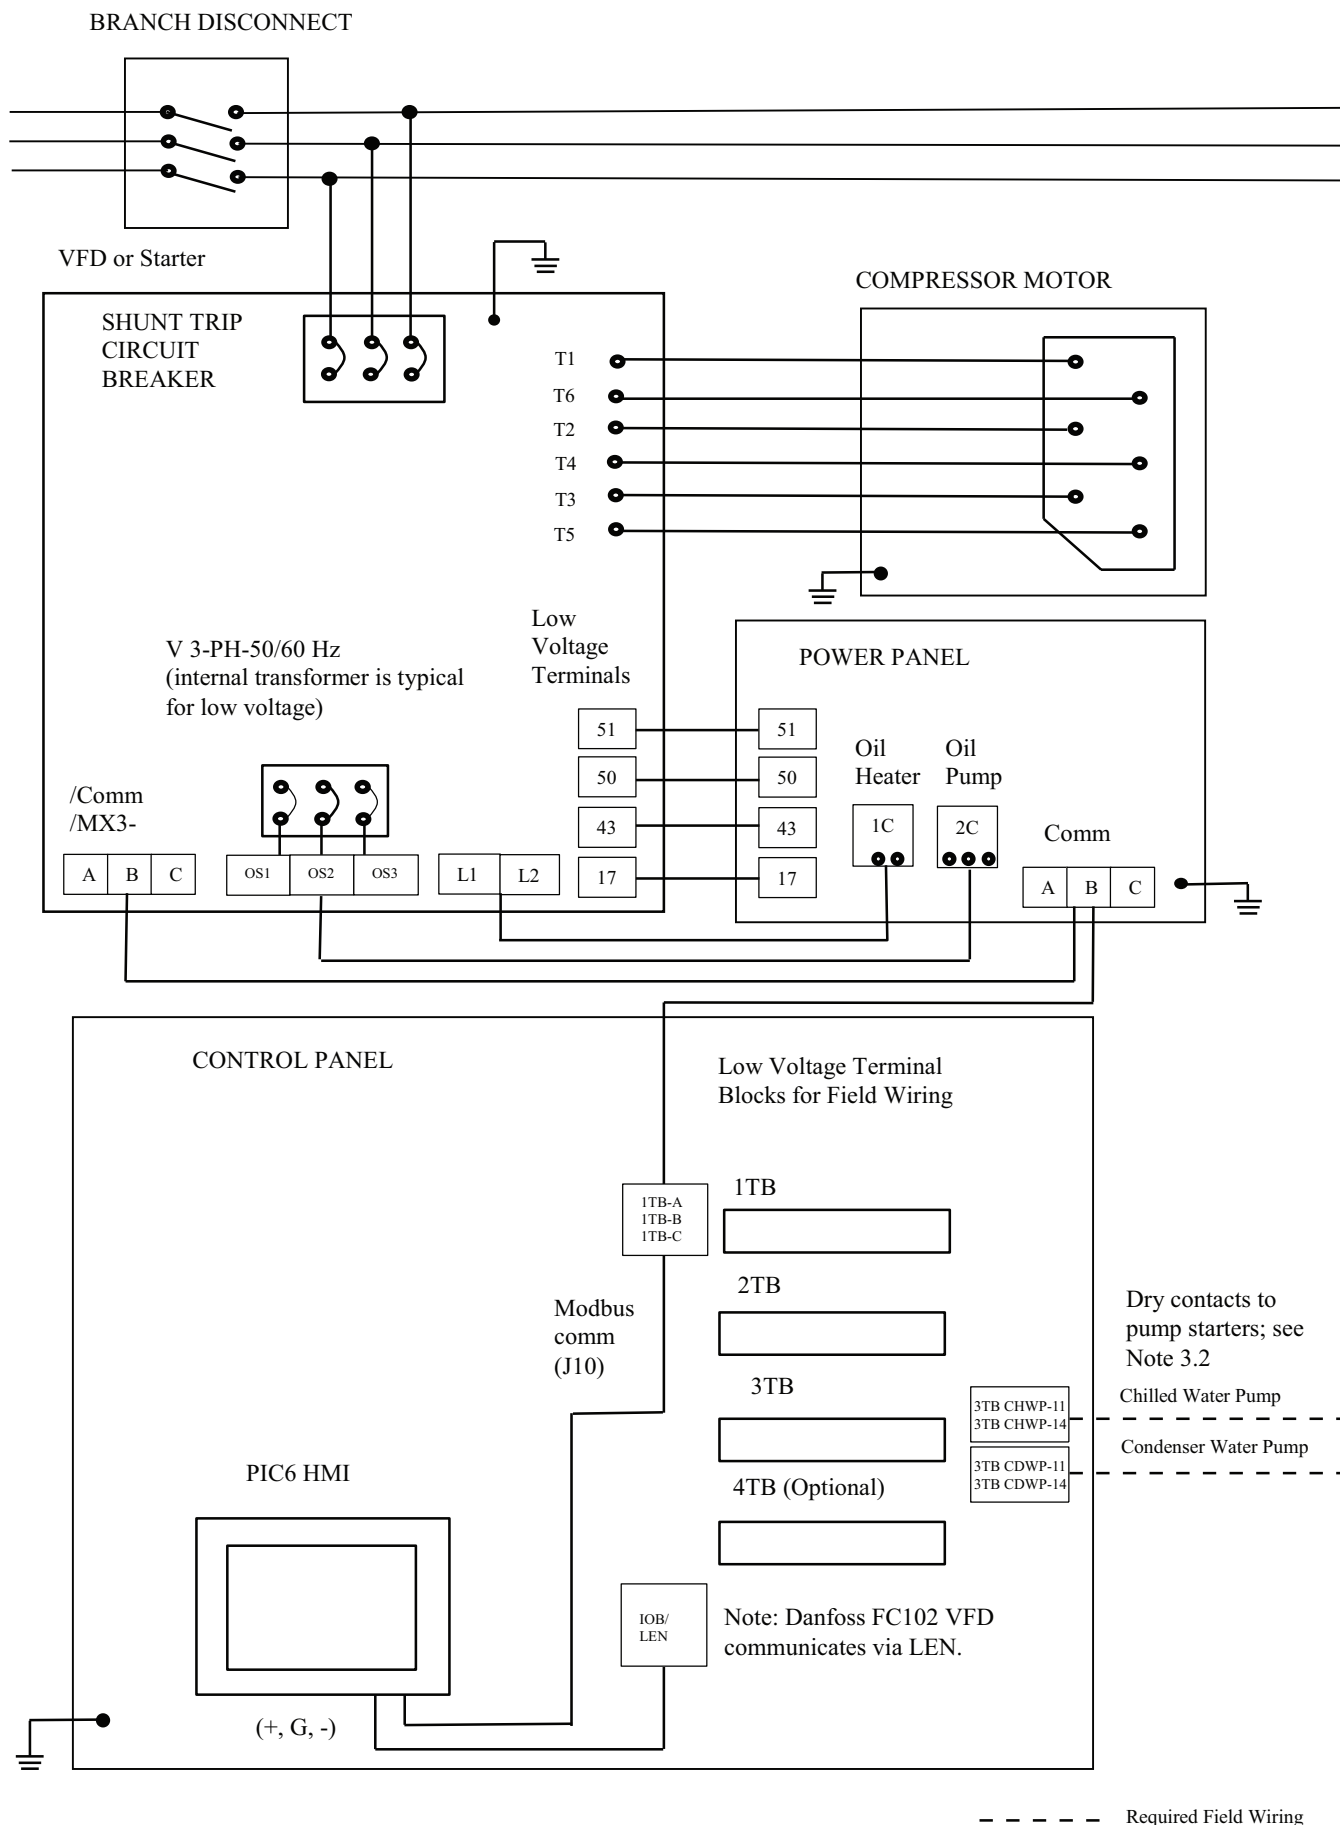 BRANCH DISCONNECT
VFD or Starter
SHUNT TRIP
CIRCUIT
BREAKER
COMPRESSOR MOTOR
T1
T6
T2
T4
T3
T5
Low
Voltage
Terminals
V 3-PH-50/60 Hz
(internal transformer is typical
for low voltage)
POWER PANEL
51
50
43
17
51
50
43
17
Oil
Heater
Oil
Pump
1C
2C
Comm
A B C
/Comm
/MX3-
A B C
OS1 OS2 OS3
L1 L2
CONTROL PANEL
Low Voltage Terminal
Blocks for Field Wiring
1TB-A
1TB-B
1TB-C
1TB
2TB
3TB
4TB (Optional)
Modbus
comm
(J10)
Dry contacts to
pump starters; see
Note 3.2
3TB CHWP-11
3TB CHWP-14
Chilled Water Pump
3TB CDWP-11
3TB CDWP-14
Condenser Water Pump
PIC6 HMI
IOB/
LEN
Note: Danfoss FC102 VFD
communicates via LEN.
(+, G, -)
Required Field Wiring